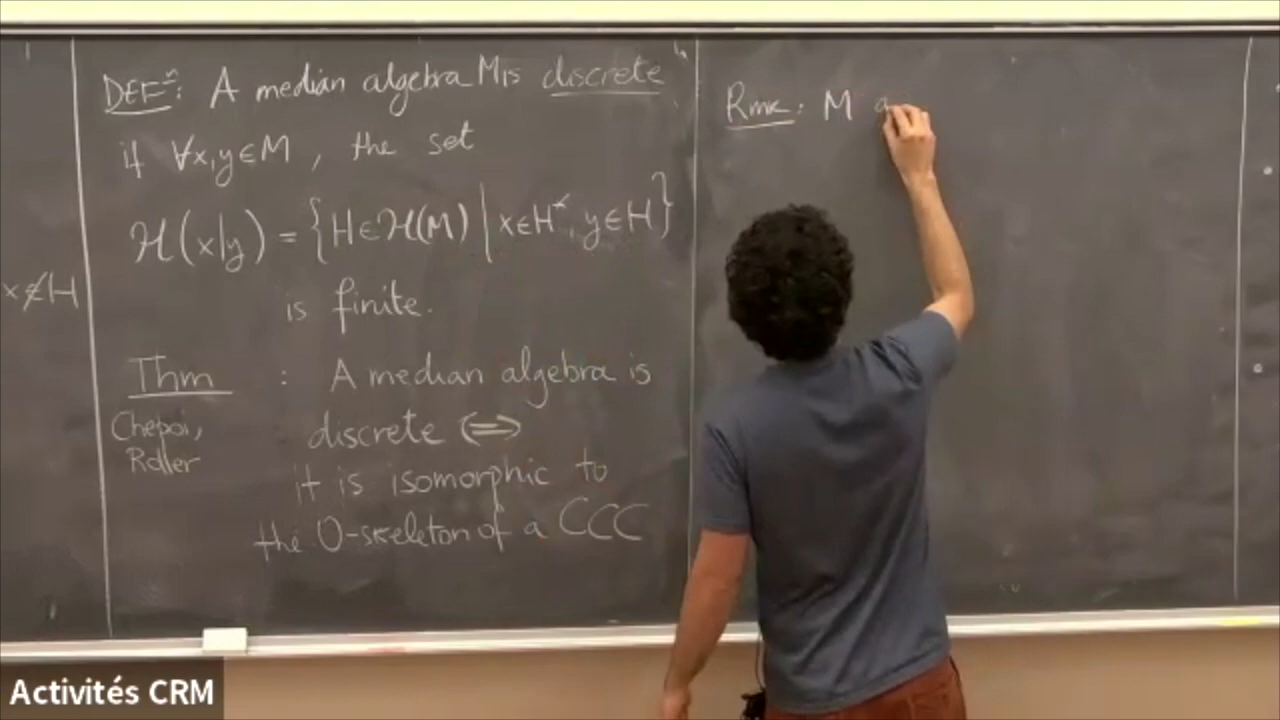 x∉H
DEFⁿ: A median algebra M is discrete
if ∀x,y∈M, the set
ℋ(x|y) = {H∈ℋ(M) | x∈H*, y∈H}
is finite.
Thm : A median algebra is
Chepoi, discrete ⟺
Roller it is isomorphic to
the 0-skeleton of a CCC
Rmk: M a
Activités CRM